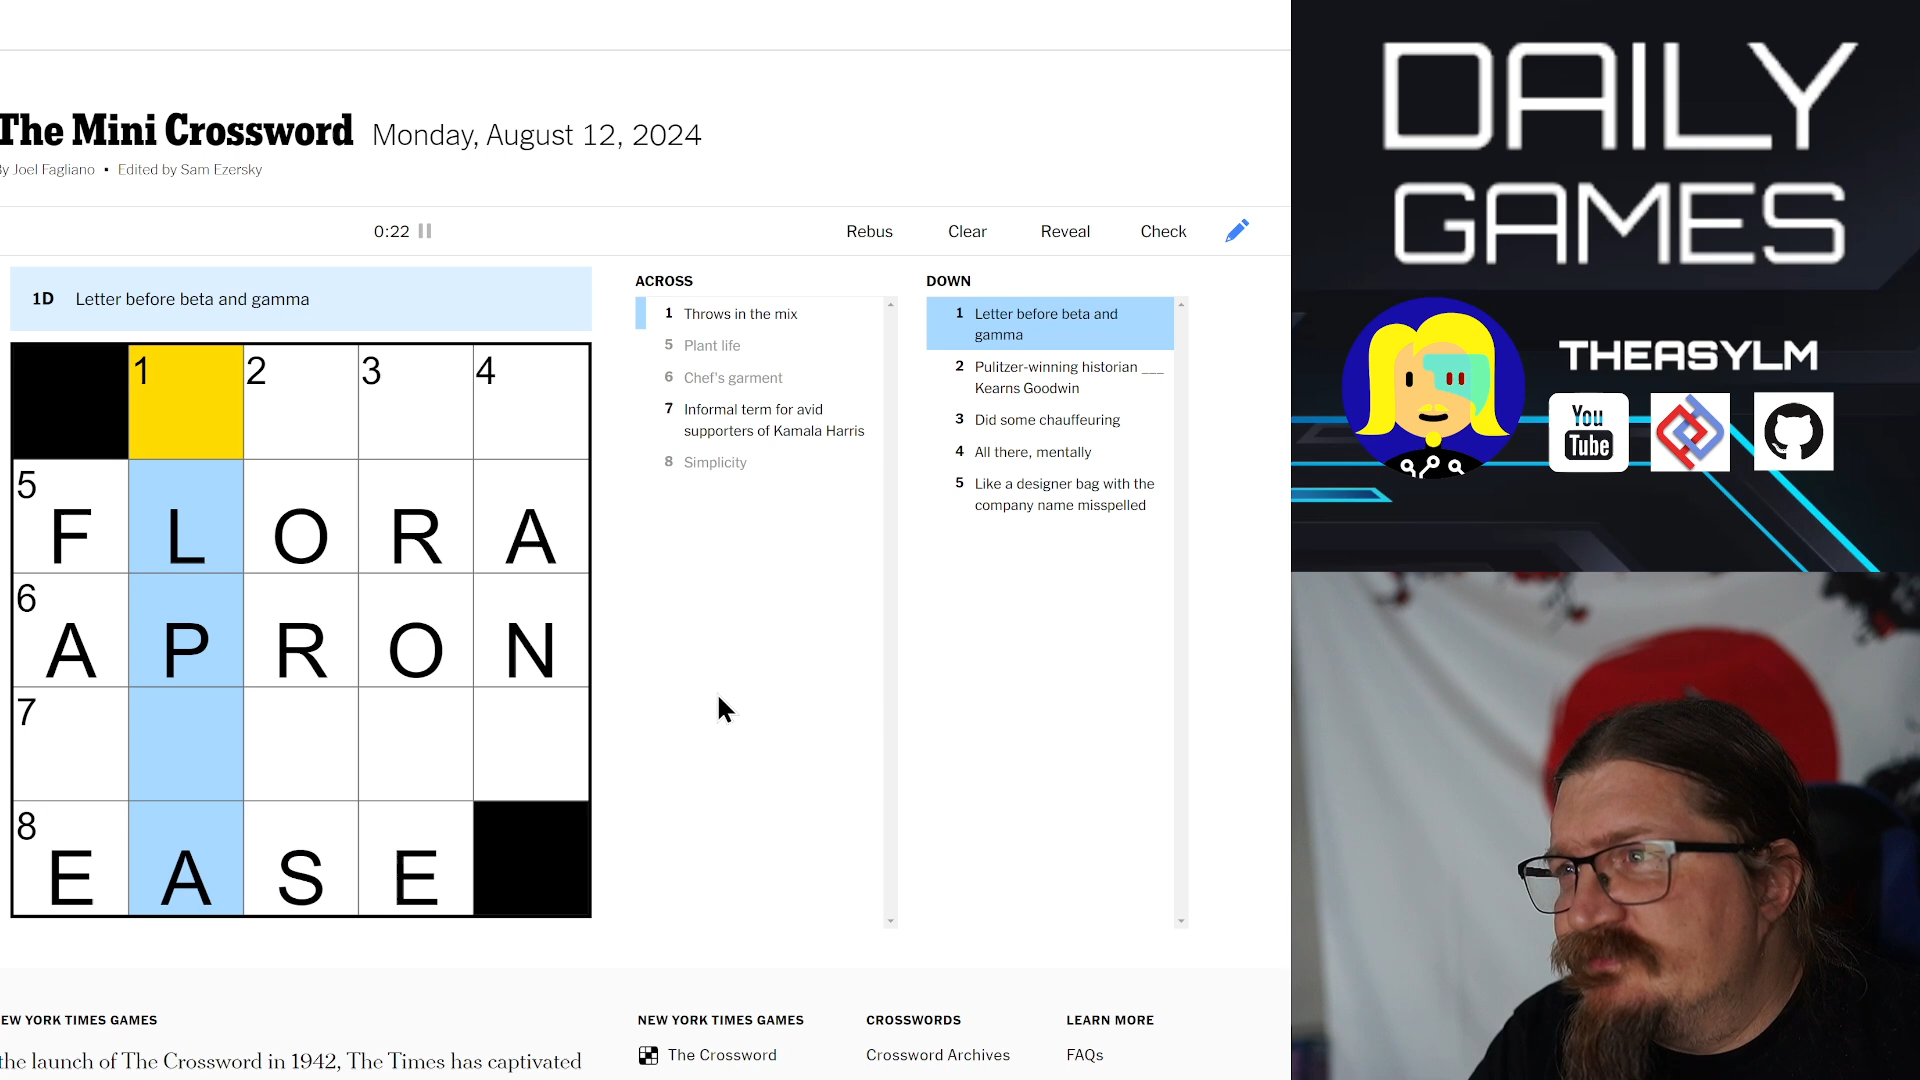 The Mini Crossword Monday, August 12, 2024
By Joel Fagliano • Edited by Sam Ezersky
0:22 Rebus Clear Reveal Check
1D Letter before beta and gamma
1 2 3 4
5 F L O R A
6 A P R O N
7
8 E A S E
ACROSS
1 Throws in the mix
5 Plant life
6 Chef's garment
7 Informal term for avid
supporters of Kamala Harris
8 Simplicity
DOWN
1 Letter before beta and
gamma
2 Pulitzer-winning historian ___
Kearns Goodwin
3 Did some chauffeuring
4 All there, mentally
5 Like a designer bag with the
company name misspelled
EW YORK TIMES GAMES
the launch of The Crossword in 1942, The Times has captivated
NEW YORK TIMES GAMES
The Crossword
CROSSWORDS
Crossword Archives
LEARN MORE
FAQs
DAILY
GAMES
THEASYLM
You
Tube